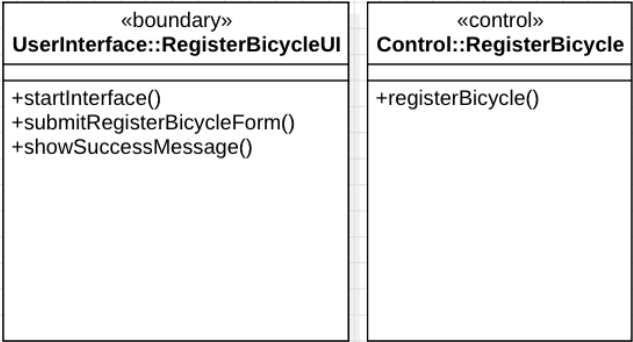 «boundary»
UserInterface::RegisterBicycleUI
+startInterface()
+submitRegisterBicycleForm()
+showSuccessMessage()
«control»
Control::RegisterBicycle
+registerBicycle()